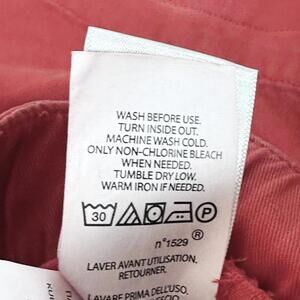 WASH BEFORE USE.
TURN INSIDE OUT.
MACHINE WASH COLD.
ONLY NON-CHLORINE BLEACH
WHEN NEEDED.
TUMBLE DRY LOW.
WARM IRON IF NEEDED.
30 P
®
n°1529
LAVER AVANT UTILISATION,
RETOURNER.
LAVARE PRIMA DELL'USO.